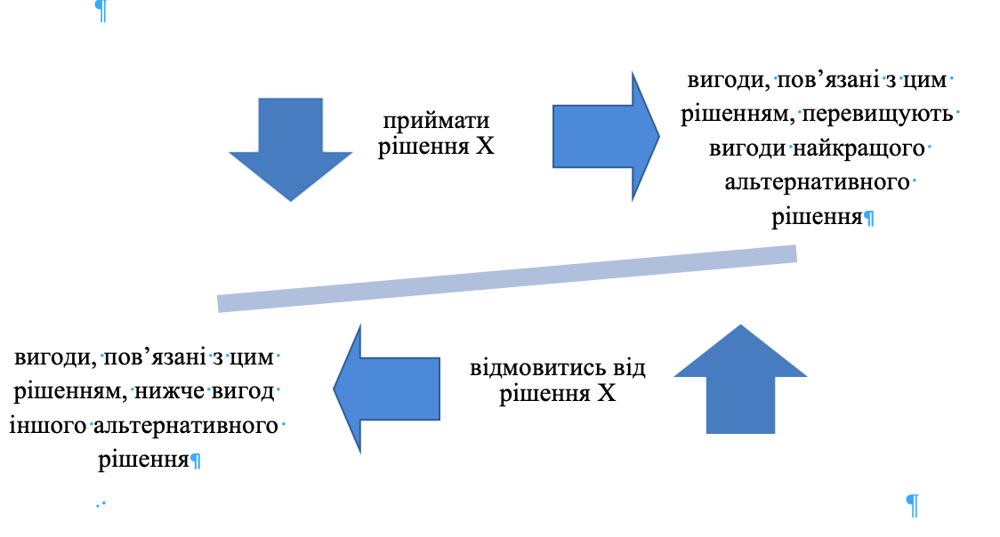 приймати
рішення X
вигоди, пов’язані з цим
рішенням, перевищують
вигоди найкращого
альтернативного
рішення
вигоди, пов’язані з цим
рішенням, нижче вигод
іншого альтернативного
рішення
відмовитись від
рішення X